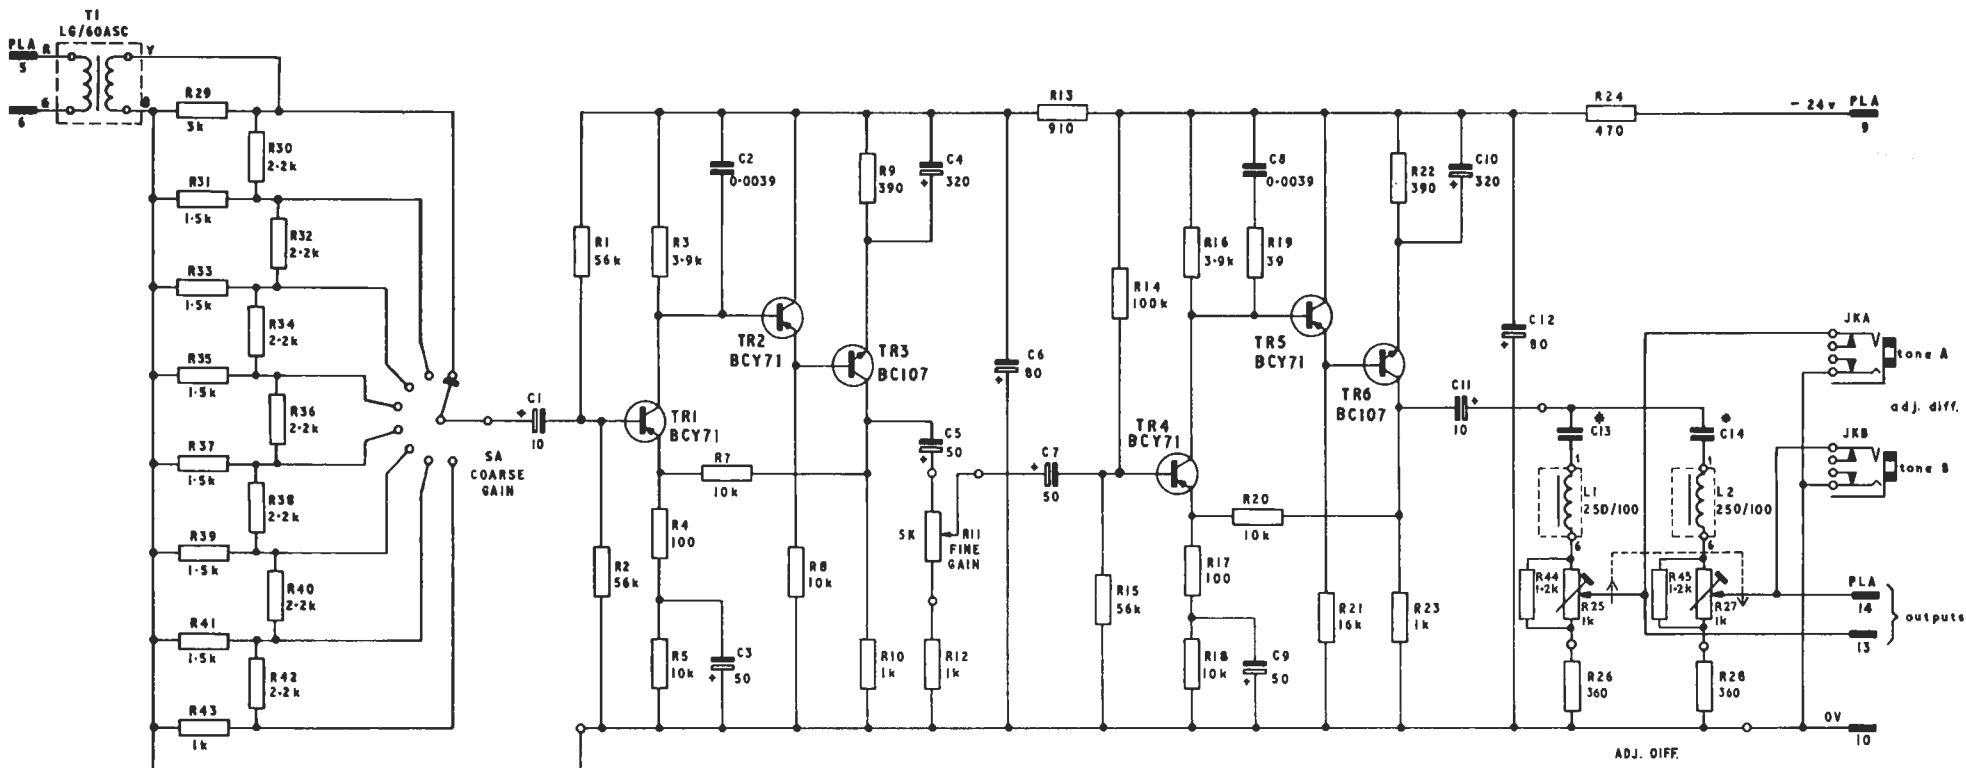 T1
LG/60ASC
PLA R
Y
5
G
B
6
R29
3k
R30
2·2k
R31
1·5k
R32
2·2k
R33
1·5k
R34
2·2k
R35
1·5k
R36
2·2k
R37
1·5k
R38
2·2k
R39
1·5k
R40
2·2k
R41
1·5k
R42
2·2k
R43
1k
SA
COARSE
GAIN
C1
+
10
R1
56k
R2
56k
R3
3·9k
TR1
BCY71
R4
100
R5
10k
C3
+
50
R7
10k
C2
0·0039
TR2
BCY71
R8
10k
R9
390
C4
+
320
TR3
BC107
R10
1k
C5
+
50
5K
R11
FINE
GAIN
R12
1k
C6
+
80
R13
910
C7
+
50
R14
100k
R15
56k
TR4
BCY71
R16
3·9k
R17
100
R18
10k
C9
+
50
C8
0·0039
R19
39
R20
10k
TR5
BCY71
R21
16k
R22
390
C10
+
320
TR6
BC107
R23
1k
C11
+
10
C12
+
80
R24
470
- 24v PLA
9
*
C13
1
L1
250/100
6
R44
1·2k
R25
1k
R26
360
*
C14
1
L2
250/100
6
R45
1·2k
R27
1k
R28
360
JKA
tone A
adj. diff.
JKB
tone B
PLA
14
outputs
13
0V
10
ADJ. DIFF.